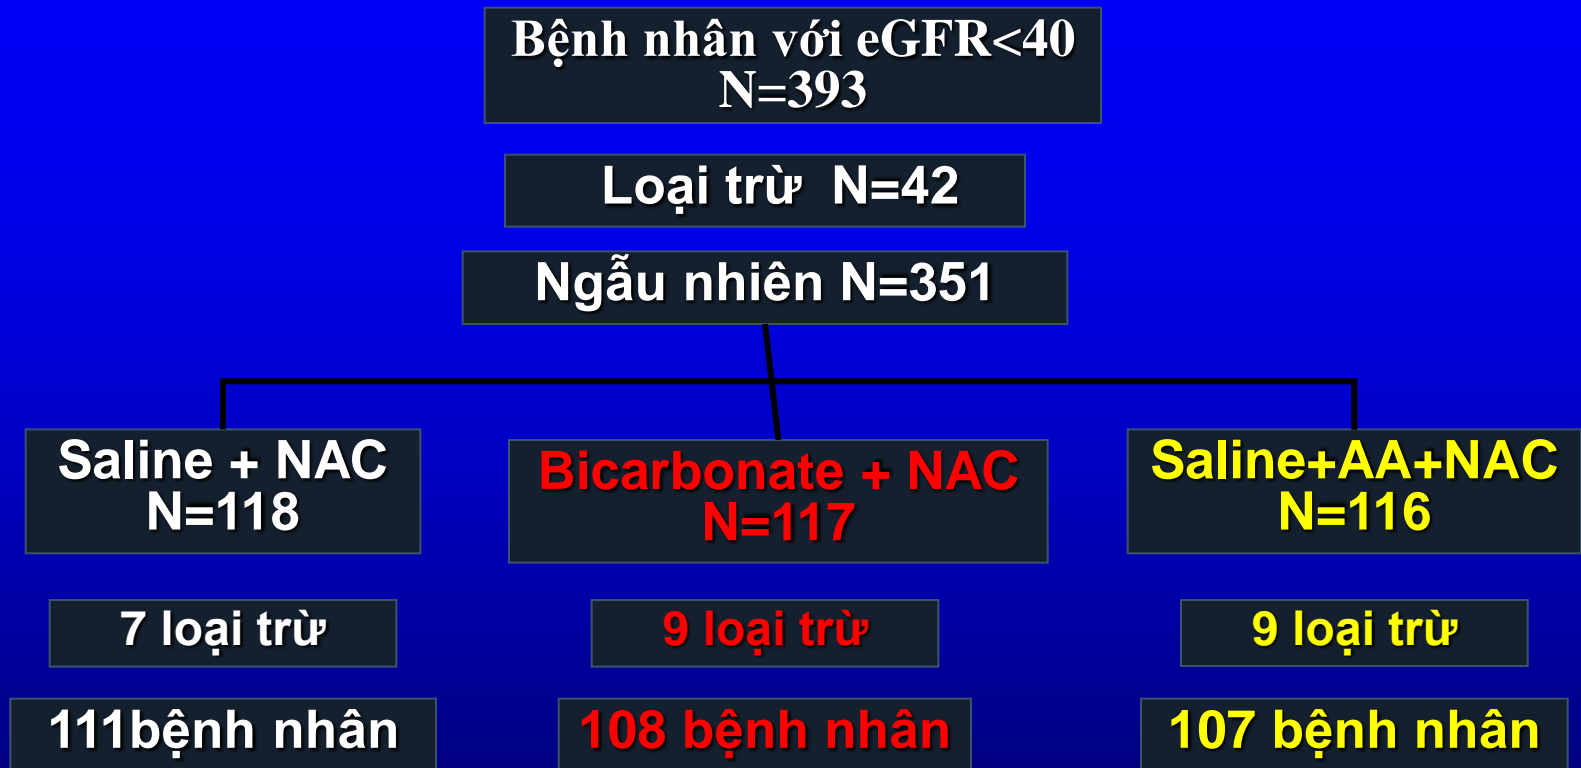 Bệnh nhân với eGFR<40
N=393
Loại trừ N=42
Ngẫu nhiên N=351
Saline + NAC
N=118
Bicarbonate + NAC
N=117
Saline+AA+NAC
N=116
7 loại trừ
9 loại trừ
9 loại trừ
111bệnh nhân
108 bệnh nhân
107 bệnh nhân